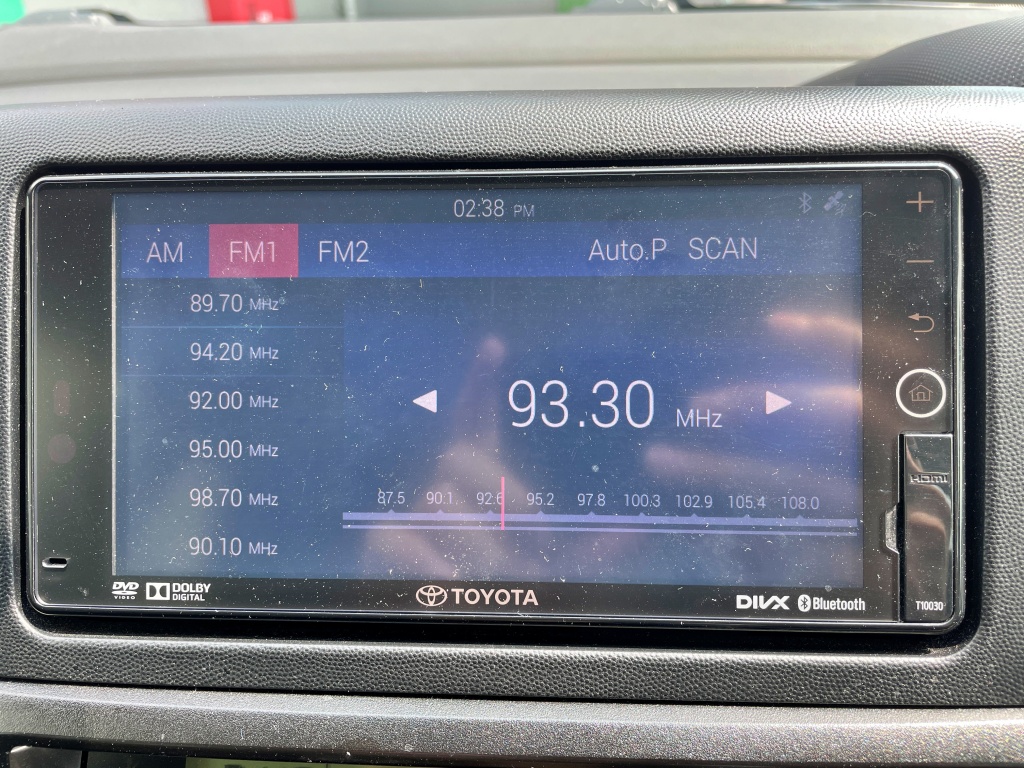 02:38 PM
AM FM1 FM2 Auto.P SCAN
89.70 MHz
94.20 MHz
92.00 MHz
95.00 MHz
98.70 MHz
90.10 MHz
93.30 MHz
87.5 90.1 92.6 95.2 97.8 100.3 102.9 105.4 108.0
HDMI
DVD VIDEO
DOLBY DIGITAL
TOYOTA
DIVX Bluetooth
T10030